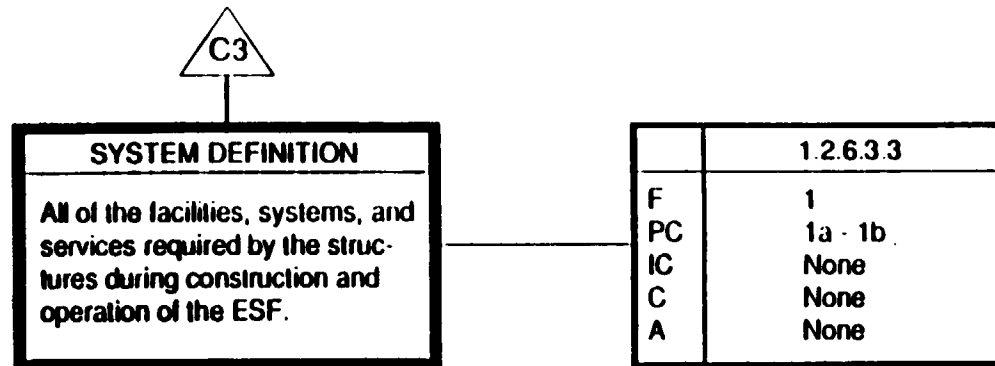 C3
SYSTEM DEFINITION
All of the facilities, systems, and
services required by the struc-
tures during construction and
operation of the ESF.
1.2.6.3.3
F 1
PC 1a - 1b
IC None
C None
A None